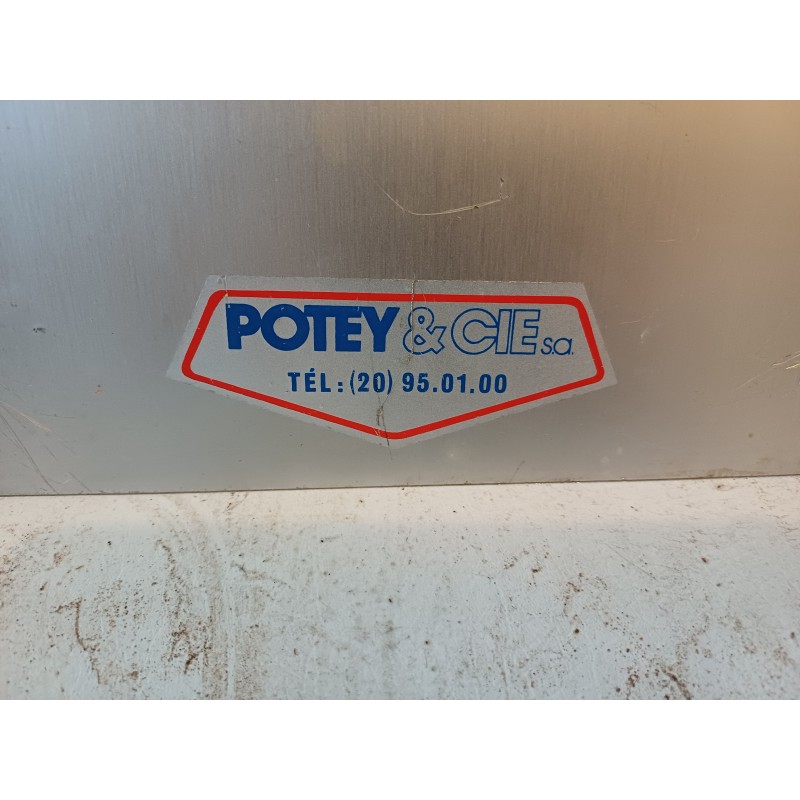 POTEY & CIE s.a.
TÉL : (20) 95.01.00